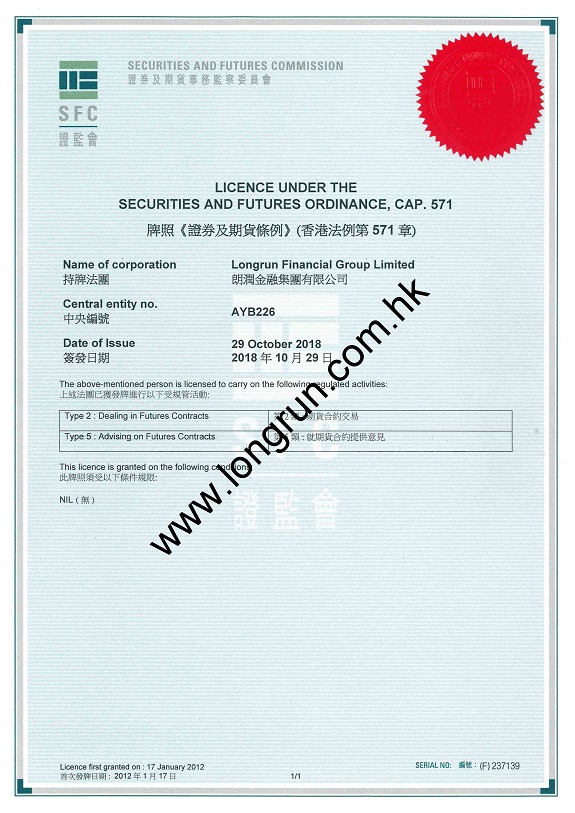 SECURITIES AND FUTURES COMMISSION
證券及期貨事務監察委員會
SFC
證監會
LICENCE UNDER THE
SECURITIES AND FUTURES ORDINANCE, CAP. 571
牌照《證券及期貨條例》(香港法例第 571 章)
Name of corporation Longrun Financial Group Limited
持牌法團 朗潤金融集團有限公司
Central entity no. AYB226
中央編號
Date of Issue 29 October 2018
簽發日期 2018 年 10 月 29 日
The above-mentioned person is licensed to carry on the following regulated activities:
上述法團已獲發牌進行以下受規管活動:
Type 2 : Dealing in Futures Contracts 第 2 類 : 期貨合約交易
Type 5 : Advising on Futures Contracts 類 : 就期貨合約提供意見
This licence is granted on the following conditions
此牌照須受以下條件規限:
NIL ( 無 )
SFC
證監會
www.longrun.com.hk
Licence first granted on : 17 January 2012
首次發牌日期 : 2012 年 1 月 17 日
1/1
SERIAL NO: 編號 : (F) 237139